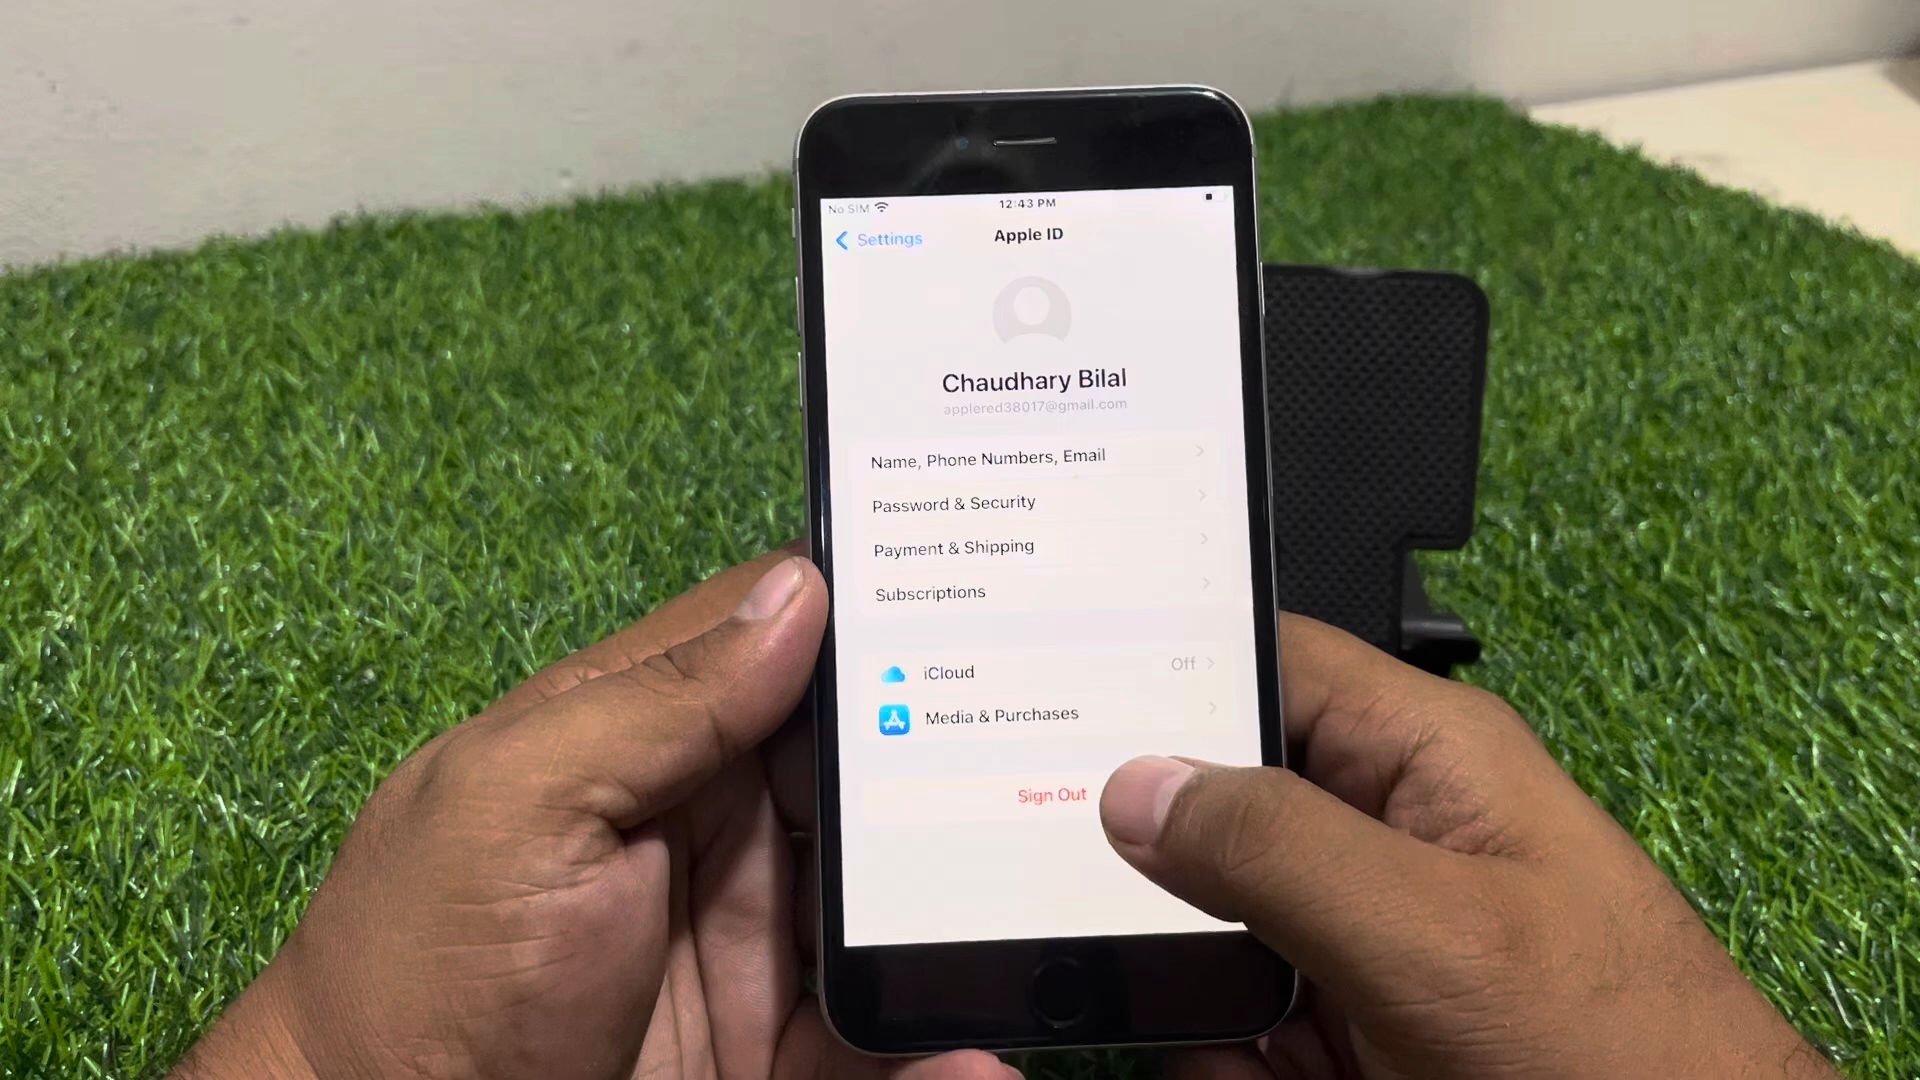 No SIM 12:43 PM
Settings Apple ID
Chaudhary Bilal
applered38017@gmail.com
Name, Phone Numbers, Email
Password & Security
Payment & Shipping
Subscriptions
iCloud Off
Media & Purchases
Sign Out